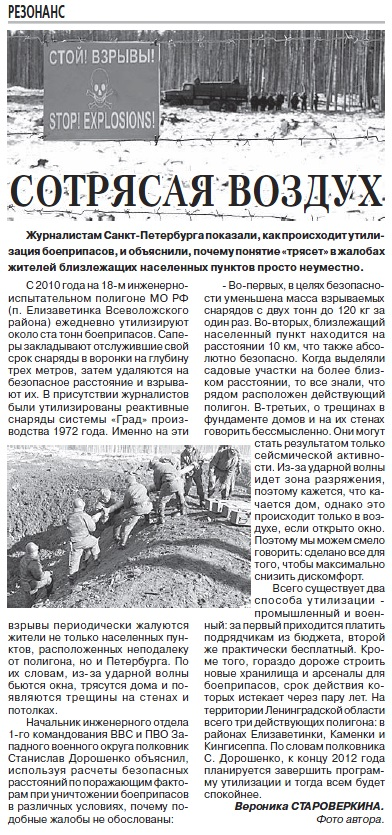 РЕЗОНАНС
СТОЙ! ВЗРЫВЫ!
STOP! EXPLOSIONS!
СОТРЯСАЯ ВОЗДУХ
Журналистам Санкт-Петербурга показали, как происходит утили-
зация боеприпасов, и объяснили, почему понятие «трясет» в жалобах
жителей близлежащих населенных пунктов просто неуместно.
С 2010 года на 18-м инженерно-
испытательном полигоне МО РФ
(п. Елизаветинка Всеволожского
района) ежедневно утилизируют
около ста тонн боеприпасов. Сапе-
ры закладывают отслужившие свой
срок снаряды в воронки на глубину
трех метров, затем удаляются на
безопасное расстояние и взрыва-
ют их. В присутствии журналистов
были утилизированы реактивные
снаряды системы «Град» произ-
водства 1972 года. Именно на эти
взрывы периодически жалуются
жители не только населенных пунк-
тов, расположенных неподалеку
от полигона, но и Петербурга. По
их словам, из-за ударной волны
бьются окна, трясутся дома и по-
являются трещины на стенах и
потолках.
Начальник инженерного отдела
1-го командования ВВС и ПВО За-
падного военного округа полковник
Станислав Дорошенко объяснил,
используя расчеты безопасных
расстояний по поражающим факто-
рам при уничтожении боеприпасов
в различных условиях, почему по-
добные жалобы не обоснованы:
- Во-первых, в целях безопаснос-
ти уменьшена масса взрываемых
снарядов с двух тонн до 120 кг за
один раз. Во-вторых, близлежащий
населенный пункт находится на
расстоянии 10 км, что также абсо-
лютно безопасно. Когда выделяли
садовые участки на более близ-
ком расстоянии, то все знали, что
рядом расположен действующий
полигон. В-третьих, о трещинах в
фундаменте домов и на их стенах
говорить бессмысленно. Они могут
стать результатом только
сейсмической активнос-
ти. Из-за ударной волны
идет зона разряжения,
поэтому кажется, что ка-
чается дом, однако это
происходит только в воз-
духе, если открыто окно.
Поэтому мы можем смело
говорить: сделано все для
того, чтобы максимально
снизить дискомфорт.
Всего существует два
способа утилизации -
промышленный и воен-
ный: за первый приходится платить
подрядчикам из бюджета, второй
же практически бесплатный. Кро-
ме того, гораздо дороже строить
новые хранилища и арсеналы для
боеприпасов, срок действия ко-
торых истекает через пару лет. На
территории Ленинградской области
всего три действующих полигона: в
районах Елизаветинки, Каменки и
Кингисеппа. По словам полковника
С. Дорошенко, к концу 2012 года
планируется завершить програм-
му утилизации и тогда всем будет
спокойнее.
Вероника СТАРОВЕРКИНА.
Фото автора.